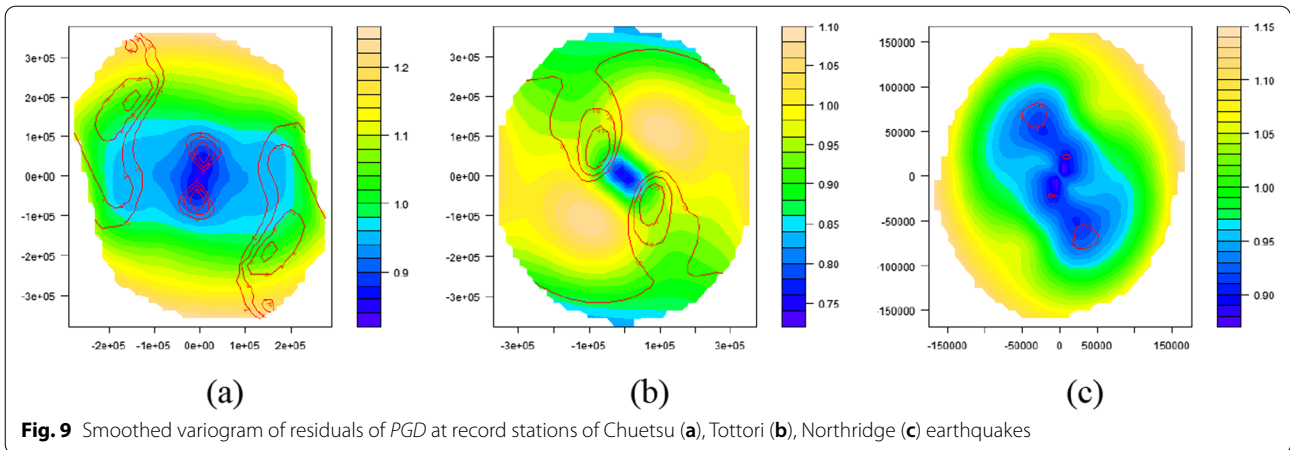 3e+05
2e+05
1e+05
0e+00
-1e+05
-2e+05
-3e+05
-2e+05 -1e+05 0e+00 1e+05 2e+05
1.2
1.1
1.0
0.9
3e+05
2e+05
1e+05
0e+00
-1e+05
-2e+05
-3e+05
-3e+05 -1e+05 1e+05 3e+05
1.10
1.05
1.00
0.95
0.90
0.85
0.80
0.75
150000
100000
50000
0
-50000
-100000
-150000
-150000 -50000 0 50000 150000
1.15
1.10
1.05
1.00
0.95
0.90
(a) (b) (c)
Fig. 9 Smoothed variogram of residuals of PGD at record stations of Chuetsu (a), Tottori (b), Northridge (c) earthquakes